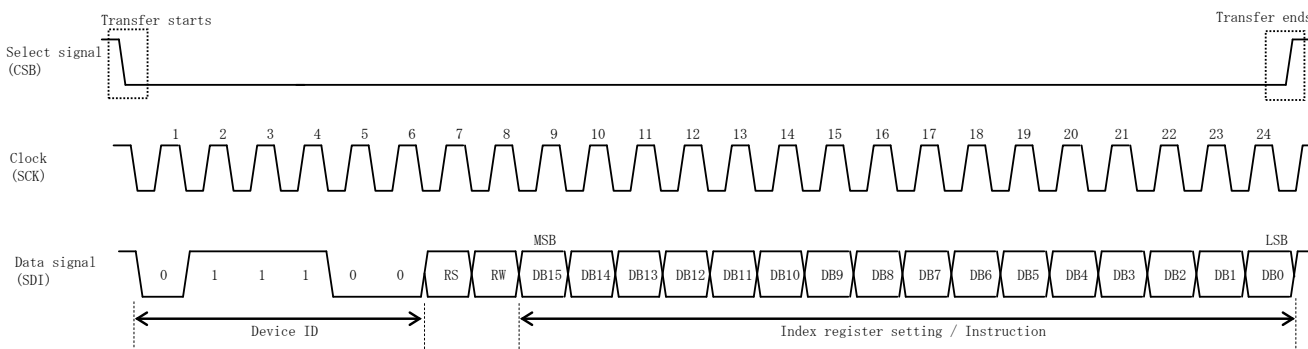 Transfer starts
Transfer ends
Select signal
(CSB)
1 2 3 4 5 6 7 8 9 10 11 12 13 14 15 16 17 18 19 20 21 22 23 24
Clock
(SCK)
MSB
LSB
Data signal
(SDI)
0 1 1 1 0 0 RS RW DB15 DB14 DB13 DB12 DB11 DB10 DB9 DB8 DB7 DB6 DB5 DB4 DB3 DB2 DB1 DB0
Device ID
Index register setting / Instruction